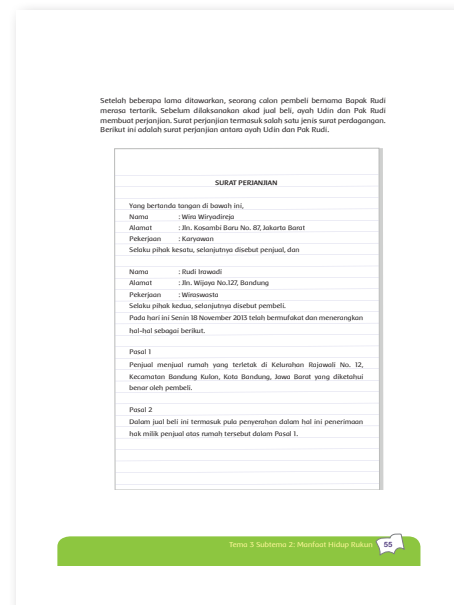 Setelah beberapa lama ditawarkan, seorang calon pembeli bernama Bapak Rudi
merasa tertarik. Sebelum dilaksanakan akad jual beli, ayah Udin dan Pak Rudi
membuat perjanjian. Surat perjanjian termasuk salah satu jenis surat perdagangan.
Berikut ini adalah surat perjanjian antara ayah Udin dan Pak Rudi.
SURAT PERJANJIAN
Yang bertanda tangan di bawah ini,
Nama : Wira Wiryadireja
Alamat : Jln. Kosambi Baru No. 87, Jakarta Barat
Pekerjaan : Karyawan
Selaku pihak kesatu, selanjutnya disebut penjual, dan
Nama : Rudi Irawadi
Alamat : Jln. Wijaya No.127, Bandung
Pekerjaan : Wiraswasta
Selaku pihak kedua, selanjutnya disebut pembeli.
Pada hari ini Senin 18 November 2013 telah bermufakat dan menerangkan
hal-hal sebagai berikut.
Pasal 1
Penjual menjual rumah yang terletak di Kelurahan Rajawali No. 12,
Kecamatan Bandung Kulon, Kota Bandung, Jawa Barat yang diketahui
benar oleh pembeli.
Pasal 2
Dalam jual beli ini termasuk pula penyerahan dalam hal ini penerimaan
hak milik penjual atas rumah tersebut dalam Pasal 1.
Tema 3 Subtema 2: Manfaat Hidup Rukun 55